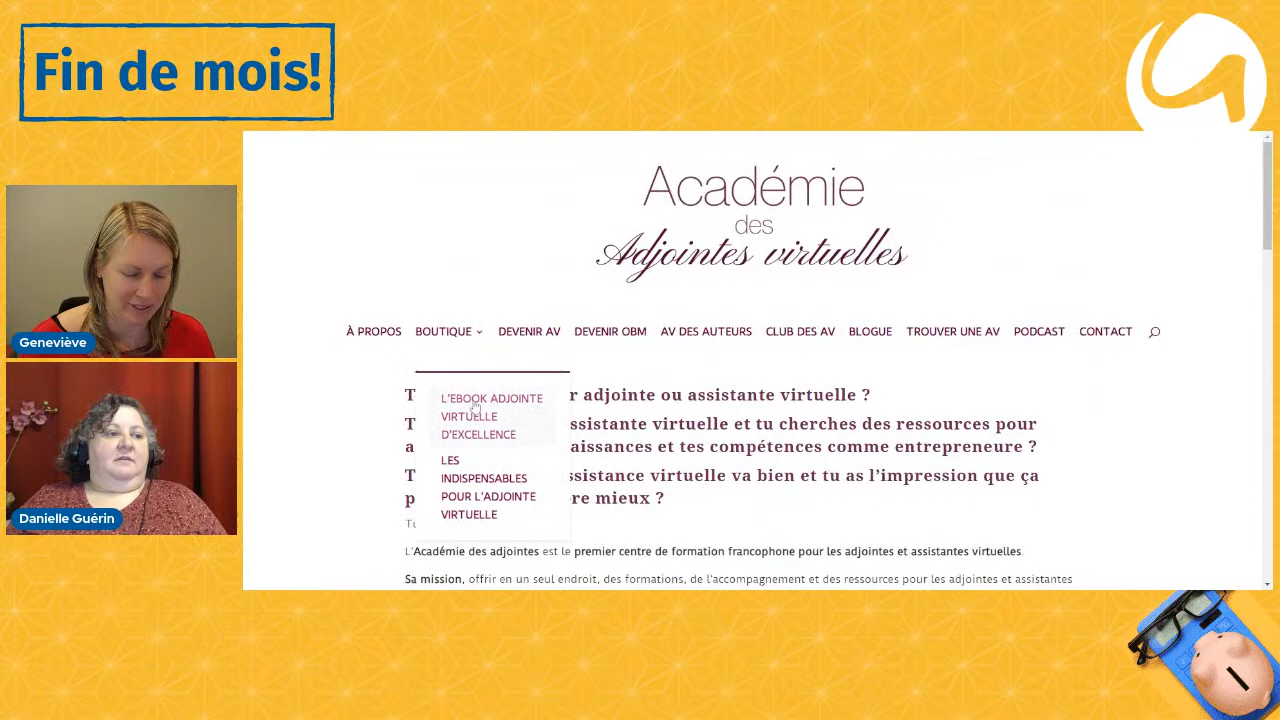 Fin de mois!
Académie
des
Adjointes virtuelles
À PROPOS BOUTIQUE DEVENIR AV DEVENIR OBM AV DES AUTEURS CLUB DES AV BLOGUE TROUVER UNE AV PODCAST CONTACT
L'EBOOK ADJOINTE
VIRTUELLE
D'EXCELLENCE
LES
INDISPENSABLES
POUR L'ADJOINTE
VIRTUELLE
T r adjointe ou assistante virtuelle ?
T ssistante virtuelle et tu cherches des ressources pour
a aissances et tes compétences comme entrepreneure ?
T ssistance virtuelle va bien et tu as l'impression que ça
p re mieux ?
Tu
L'Académie des adjointes est le premier centre de formation francophone pour les adjointes et assistantes virtuelles.
Sa mission, offrir en un seul endroit, des formations, de l'accompagnement et des ressources pour les adjointes et assistantes
Geneviève
Danielle Guérin